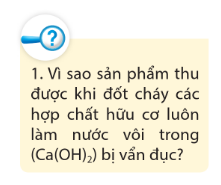 1. Vì sao sản phẩm thu
được khi đốt cháy các
hợp chất hữu cơ luôn
làm nước vôi trong
(Ca(OH)₂) bị vẩn đục?